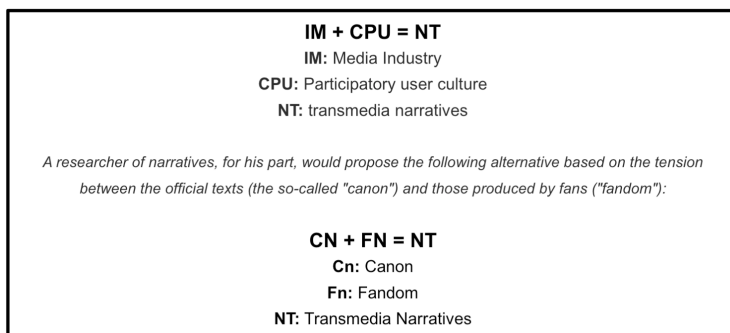 IM + CPU = NT
IM: Media Industry
CPU: Participatory user culture
NT: transmedia narratives
A researcher of narratives, for his part, would propose the following alternative based on the tension
between the official texts (the so-called "canon") and those produced by fans ("fandom"):
CN + FN = NT
Cn: Canon
Fn: Fandom
NT: Transmedia Narratives